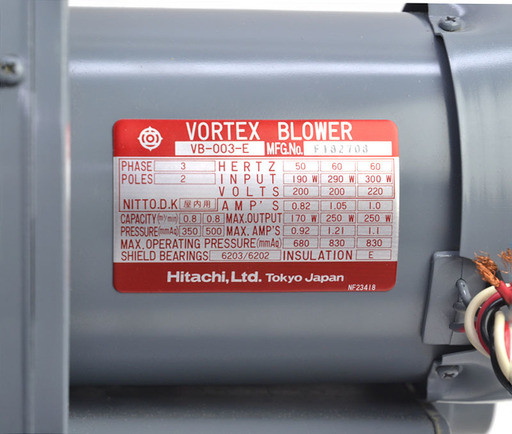 VORTEX BLOWER
VB-003-E MFG.No.
PHASE 3 HERTZ 50 60 60
POLES 2 INPUT 190 W 290 W 300 W
VOLTS 200 200 220
NITTO.D.K 屋内用 AMP'S 0.82 1.05 1.0
CAPACITY(m³/min) 0.8 0.8 MAX.OUTPUT 170 W 250 W 250 W
PRESSURE(mmAq) 350 500 MAX. AMP'S 0.92 1.21 1.1
MAX. OPERATING PRESSURE(mmAq) 680 830 830
SHIELD BEARINGS 6203/6202 INSULATION E
Hitachi, Ltd. Tokyo Japan
NF23418